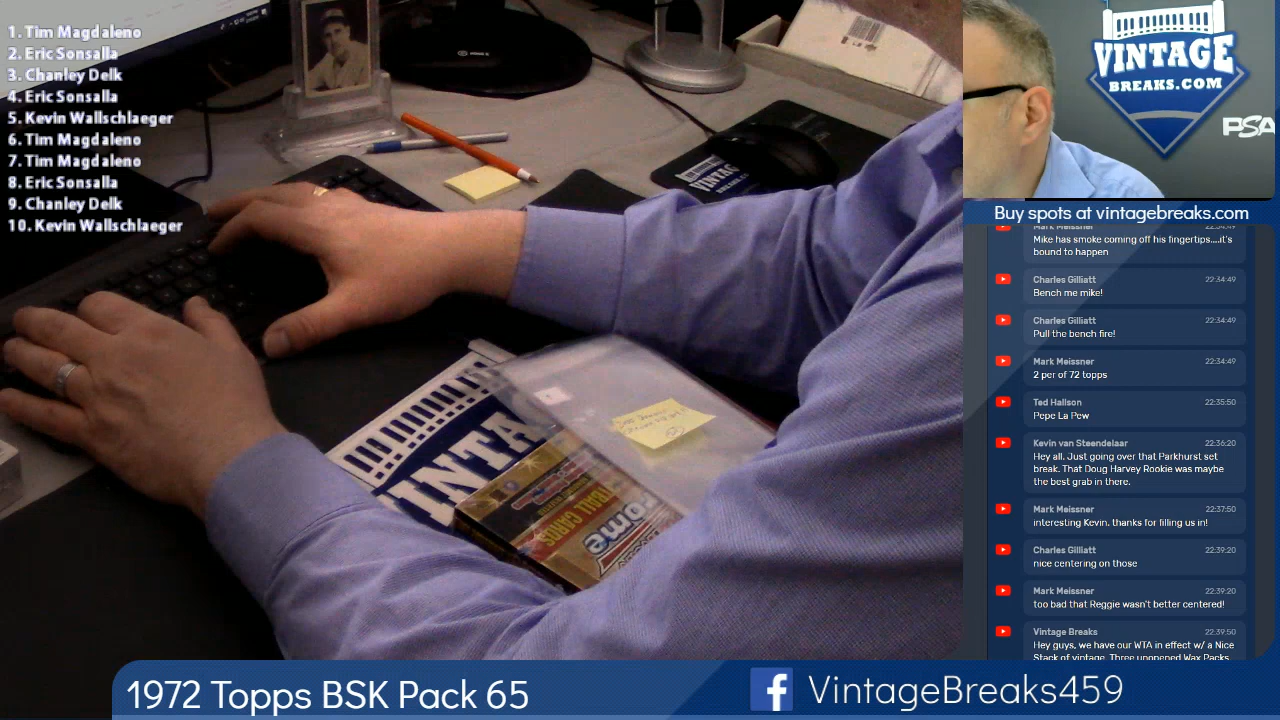 1. Tim Magdaleno
2. Eric Sonsalla
3. Chanley Delk
4. Eric Sonsalla
5. Kevin Wallschlaeger
6. Tim Magdaleno
7. Tim Magdaleno
8. Eric Sonsalla
9. Chanley Delk
10. Kevin Wallschlaeger
VINTAGE
BREAKS.COM
PSA
Buy spots at vintagebreaks.com
Mark Meissner 22:34:49
Mike has smoke coming off his fingertips....it's
bound to happen
Charles Gilliatt 22:34:49
Bench me mike!
Charles Gilliatt 22:34:49
Pull the bench fire!
Mark Meissner 22:34:49
2 per of 72 topps
Ted Hallson 22:35:50
Pepe La Pew
Kevin van Steendelaar 22:36:20
Hey all. Just going over that Parkhurst set
break. That Doug Harvey Rookie was maybe
the best grab in there.
Mark Meissner 22:37:50
interesting Kevin, thanks for filling us in!
Charles Gilliatt 22:39:20
nice centering on those
Mark Meissner 22:39:20
too bad that Reggie wasn't better centered!
Vintage Breaks 22:39:50
Hey guys, we have our WTA in effect w/ a Nice
Stack of vintage. Three unopened Wax Packs
VINTAGE
VINTA
1972 Topps BSK Pack 65
VintageBreaks459